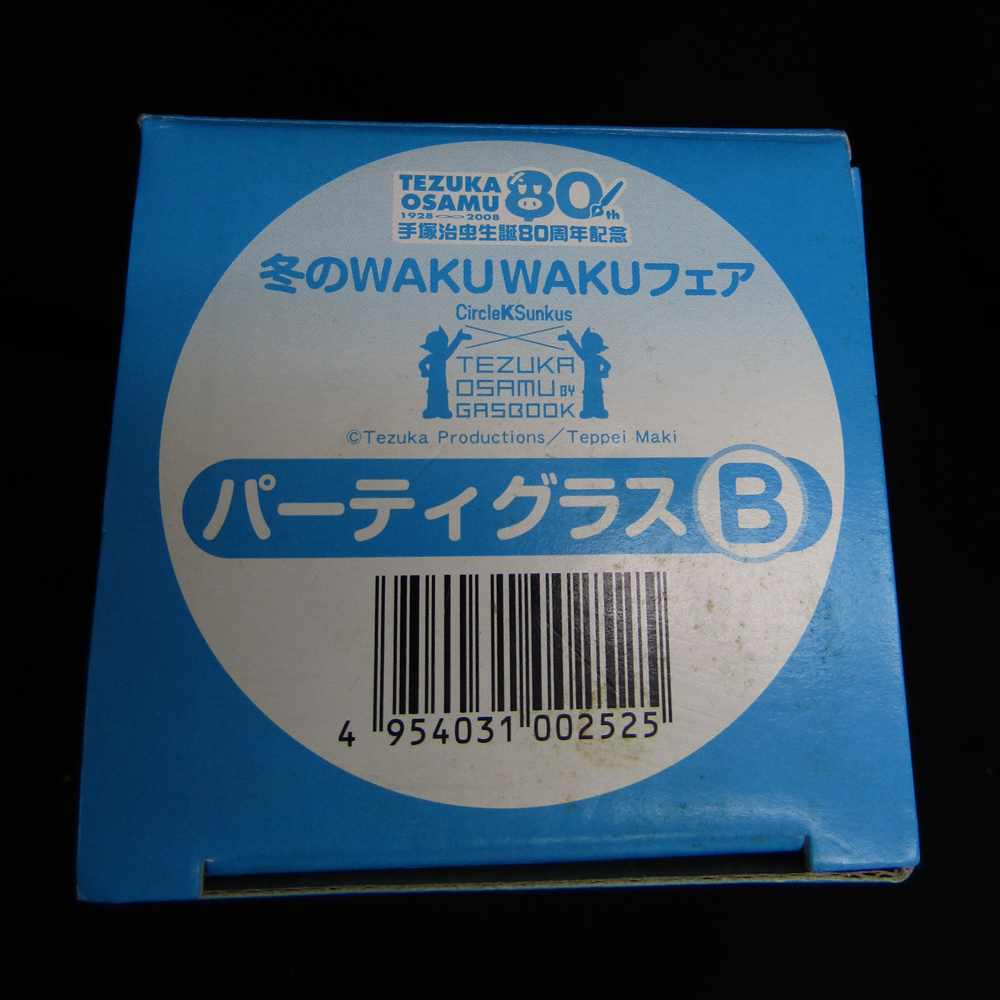 TEZUKA
OSAMU 80th
1928 2008
手塚治虫生誕80周年記念
冬のWAKUWAKUフェア
CircleKSunkus
TEZUKA
OSAMU BY
GASBOOK
©Tezuka Productions／Teppei Maki
パーティグラス B
4 954031 002525